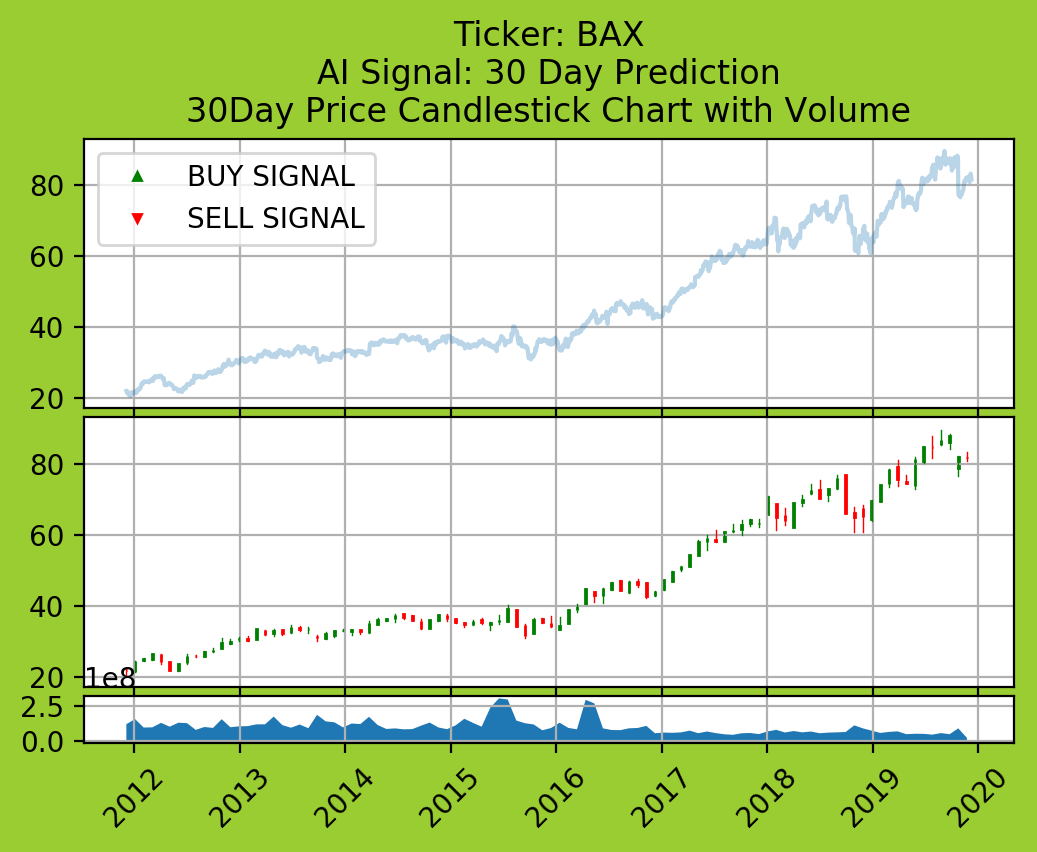 Ticker: BAX
AI Signal: 30 Day Prediction
30Day Price Candlestick Chart with Volume
BUY SIGNAL
SELL SIGNAL
80
60
40
20
80
60
40
20
1e8
2.5
0.0
2012 2013 2014 2015 2016 2017 2018 2019 2020